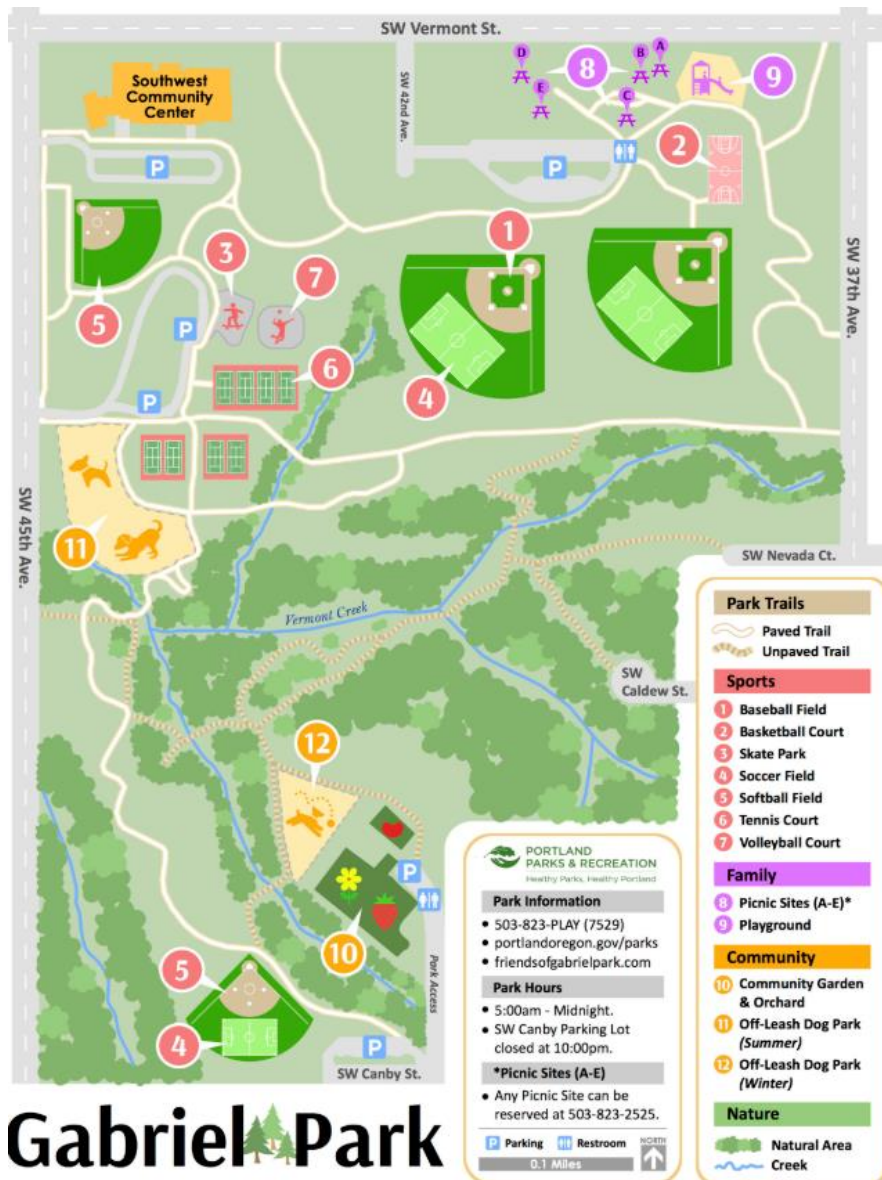 SW Vermont St.
Southwest
Community
Center
SW 42nd Ave.
D
B
A
8
E
C
9
P
P
2
SW 37th Ave.
1
3
7
5
P
6
4
P
SW 45th Ave.
11
SW Nevada Ct.
Vermont Creek
SW
Caldew St.
12
P
10
Park Access
5
4
P
SW Canby St.
Park Trails
Paved Trail
Unpaved Trail
Sports
1 Baseball Field
2 Basketball Court
3 Skate Park
4 Soccer Field
5 Softball Field
6 Tennis Court
7 Volleyball Court
Family
8 Picnic Sites (A-E)*
9 Playground
Community
10 Community Garden
& Orchard
11 Off-Leash Dog Park
(Summer)
12 Off-Leash Dog Park
(Winter)
Nature
Natural Area
Creek
PORTLAND
PARKS & RECREATION
Healthy Parks, Healthy Portland
Park Information
• 503-823-PLAY (7529)
• portlandoregon.gov/parks
• friendsofgabrielpark.com
Park Hours
• 5:00am - Midnight.
• SW Canby Parking Lot
closed at 10:00pm.
*Picnic Sites (A-E)
• Any Picnic Site can be
reserved at 503-823-2525.
P Parking Restroom NORTH
0.1 Miles
Gabriel Park